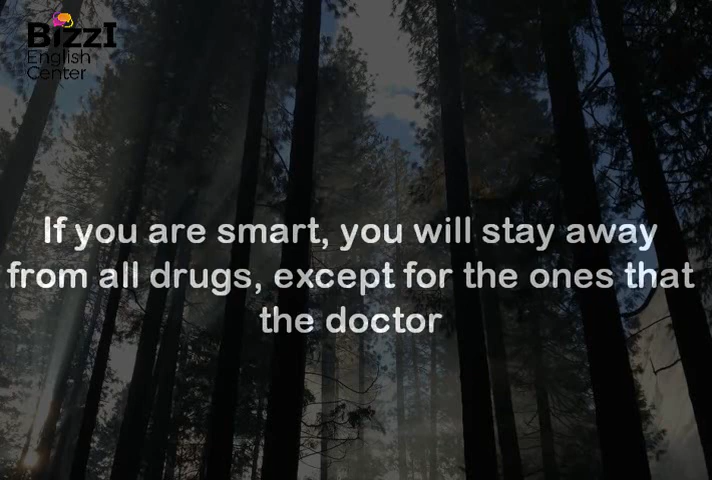 BizzI
English
Center
If you are smart, you will stay away
from all drugs, except for the ones that
the doctor